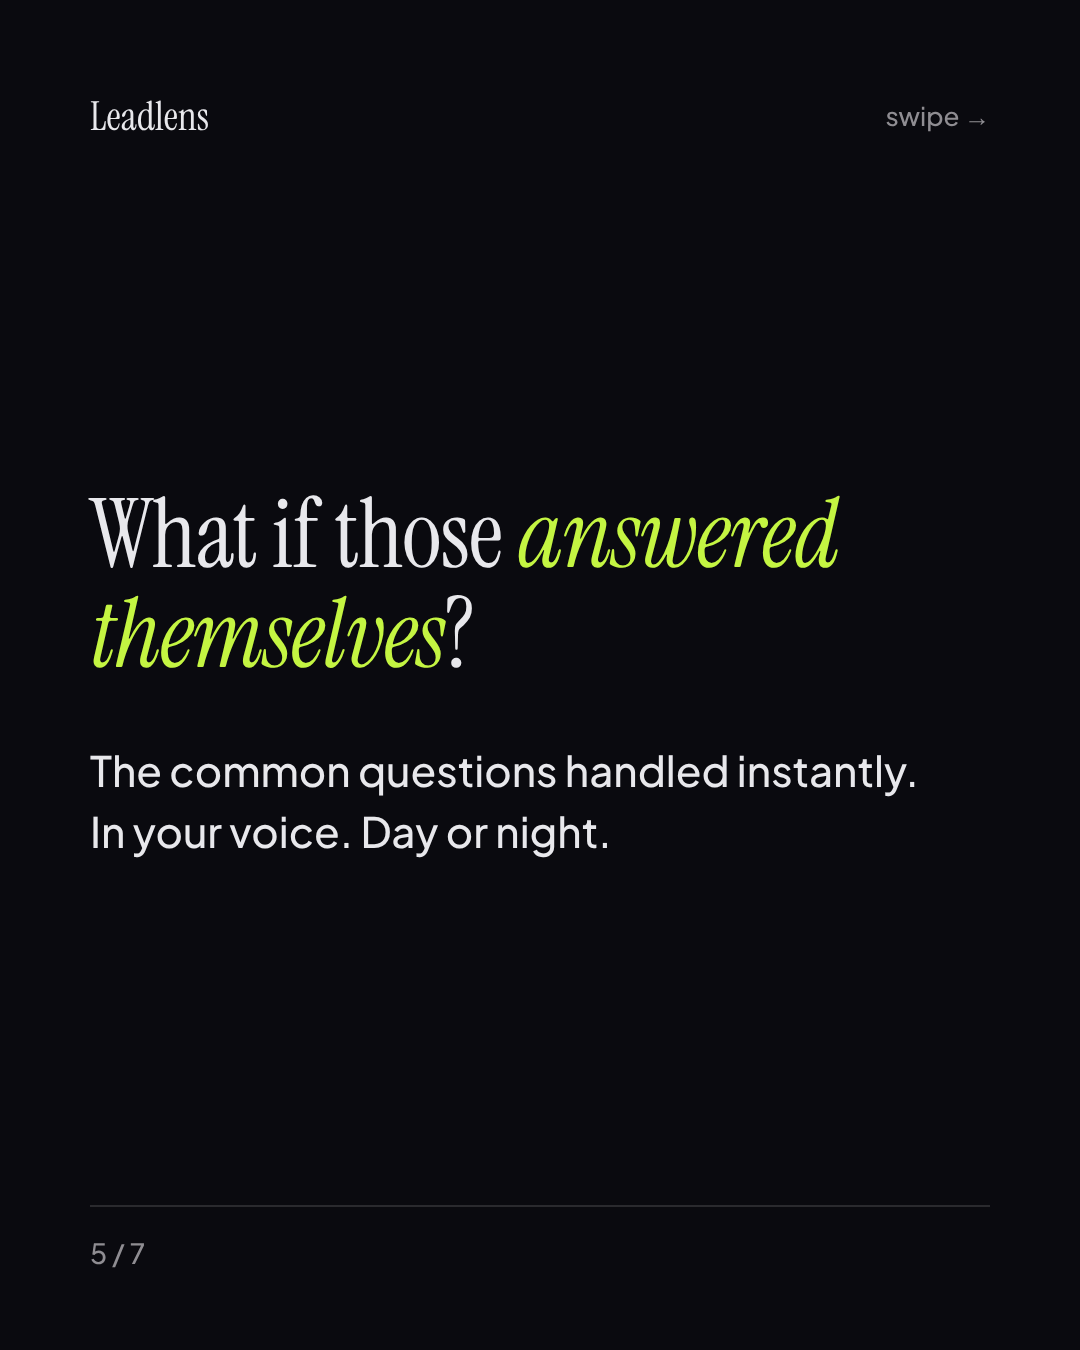 Leadlens
swipe →
What if those answered
themselves?
The common questions handled instantly.
In your voice. Day or night.
5 / 7